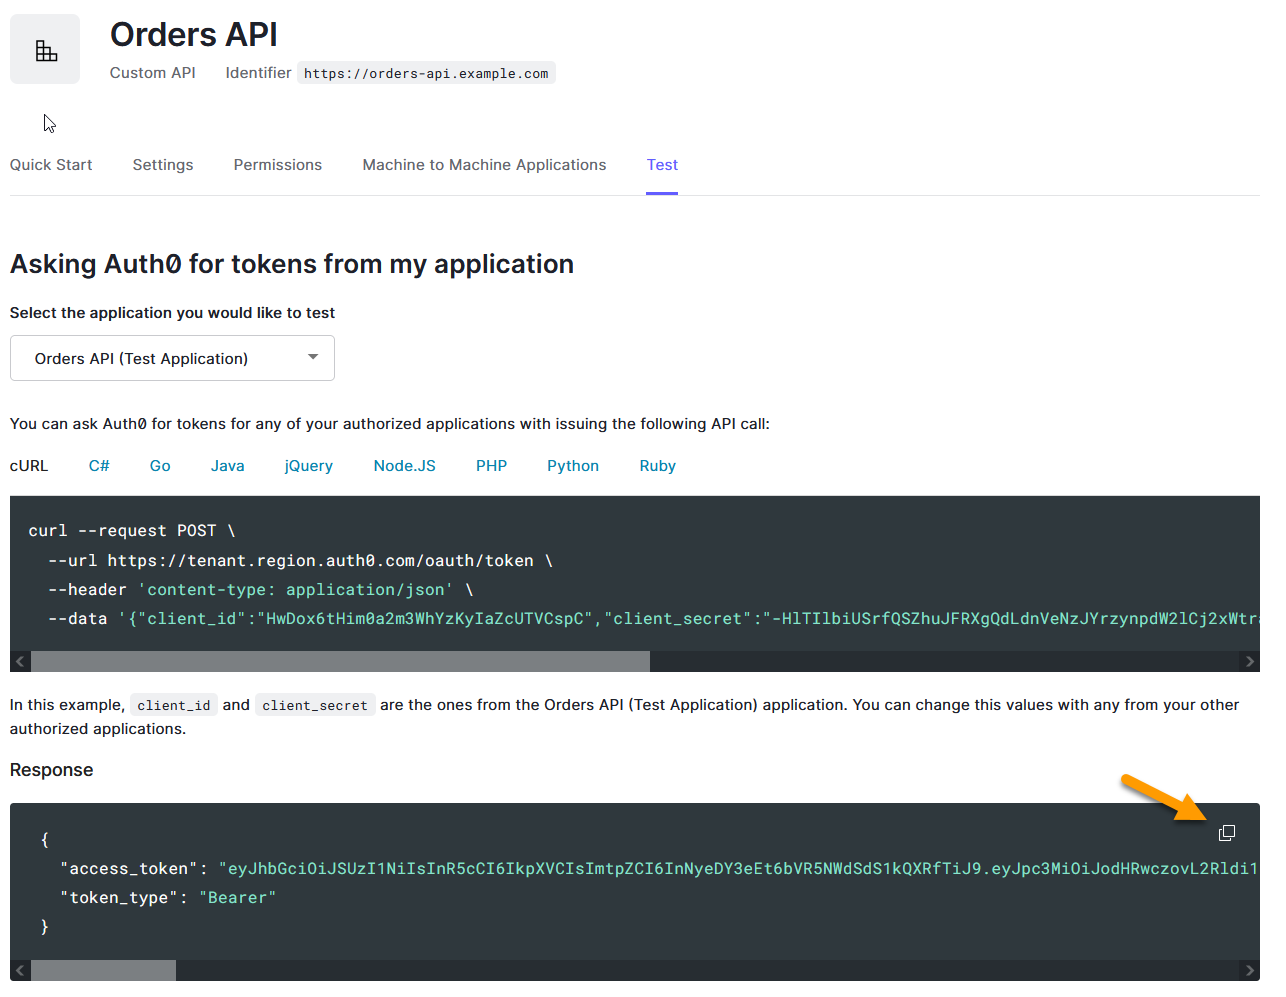 Orders API
Custom API Identifier https://orders-api.example.com
Quick Start Settings Permissions Machine to Machine Applications Test
Asking Auth0 for tokens from my application
Select the application you would like to test
Orders API (Test Application)
You can ask Auth0 for tokens for any of your authorized applications with issuing the following API call:
cURL C# Go Java jQuery Node.JS PHP Python Ruby
curl --request POST \
--url https://tenant.region.auth0.com/oauth/token \
--header 'content-type: application/json' \
--data '{"client_id":"HwDox6tHim0a2m3WhYzKyIaZcUTVCspC","client_secret":"-HlTIlbiUSrfQSZhuJFRXgQdLdnVeNzJYrzynpdW2lCj2xWtra
In this example, client_id and client_secret are the ones from the Orders API (Test Application) application. You can change this values with any from your other
authorized applications.
Response
{
"access_token": "eyJhbGciOiJSUzI1NiIsInR5cCI6IkpXVCIsImtpZCI6InNyeDY3eEt6bVR5NWdSdS1kQXRfTiJ9.eyJpc3MiOiJodHRwczovL2Rldi1
"token_type": "Bearer"
}